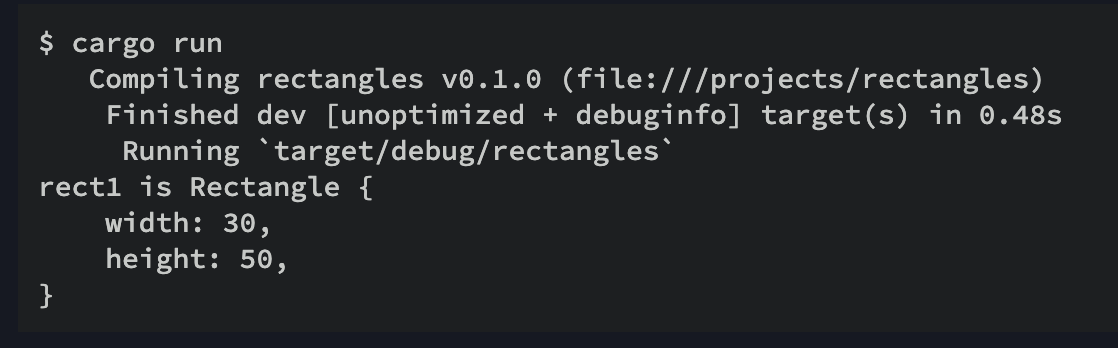 $ cargo run
   Compiling rectangles v0.1.0 (file:///projects/rectangles)
    Finished dev [unoptimized + debuginfo] target(s) in 0.48s
     Running `target/debug/rectangles`
rect1 is Rectangle {
    width: 30,
    height: 50,
}